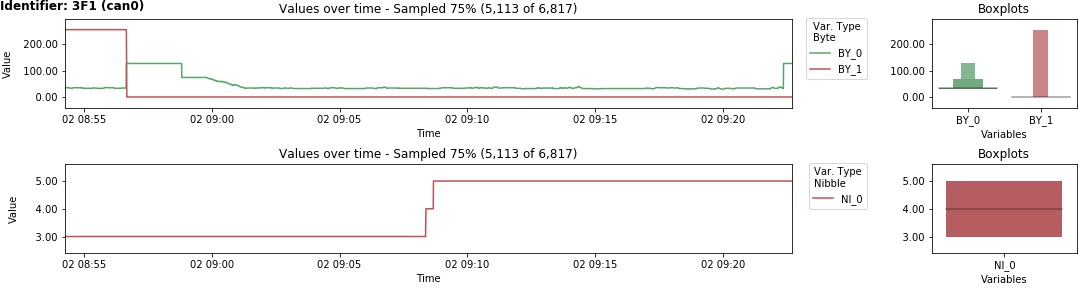 Identifier: 3F1 (can0)
Values over time - Sampled 75% (5,113 of 6,817)
Boxplots
Value
200.00
100.00
0.00
02 08:55 02 09:00 02 09:05 02 09:10 02 09:15 02 09:20
Time
Var. Type
Byte
BY_0
BY_1
200.00
100.00
0.00
BY_0 BY_1
Variables
Values over time - Sampled 75% (5,113 of 6,817)
Boxplots
Value
5.00
4.00
3.00
02 08:55 02 09:00 02 09:05 02 09:10 02 09:15 02 09:20
Time
Var. Type
Nibble
NI_0
5.00
4.00
3.00
NI_0
Variables